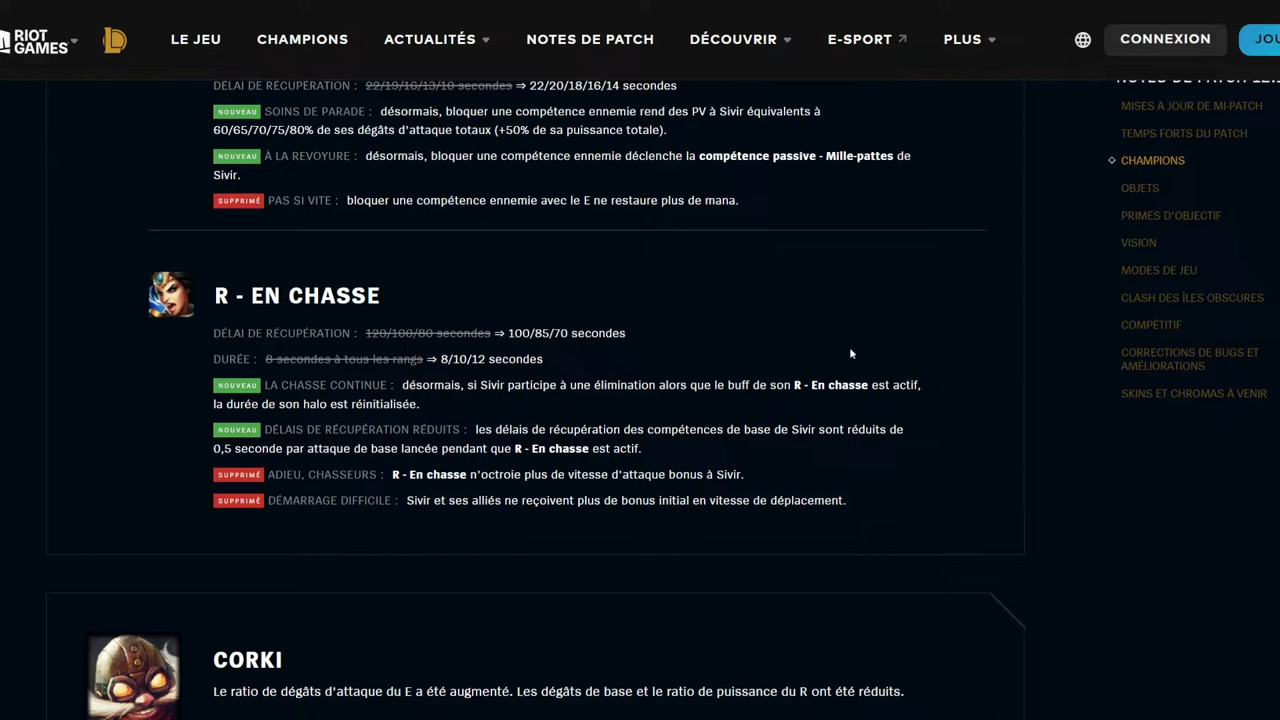 RIOT GAMES LE JEU CHAMPIONS ACTUALITÉS NOTES DE PATCH DÉCOUVRIR E-SPORT PLUS CONNEXION
DÉLAI DE RÉCUPÉRATION : 22/19/16/13/10 secondes ⇒ 22/20/18/16/14 secondes
NOUVEAU SOINS DE PARADE : désormais, bloquer une compétence ennemie rend des PV à Sivir équivalents à
60/65/70/75/80% de ses dégâts d'attaque totaux (+50% de sa puissance totale).
NOUVEAU À LA REVOYURE : désormais, bloquer une compétence ennemie déclenche la compétence passive - Mille-pattes de
Sivir.
SUPPRIMÉ PAS SI VITE : bloquer une compétence ennemie avec le E ne restaure plus de mana.
R - EN CHASSE
DÉLAI DE RÉCUPÉRATION : 120/100/80 secondes ⇒ 100/85/70 secondes
DURÉE : 8 secondes à tous les rangs ⇒ 8/10/12 secondes
NOUVEAU LA CHASSE CONTINUE : désormais, si Sivir participe à une élimination alors que le buff de son R - En chasse est actif,
la durée de son halo est réinitialisée.
NOUVEAU DÉLAIS DE RÉCUPÉRATION RÉDUITS : les délais de récupération des compétences de base de Sivir sont réduits de
0,5 seconde par attaque de base lancée pendant que R - En chasse est actif.
SUPPRIMÉ ADIEU, CHASSEURS : R - En chasse n'octroie plus de vitesse d'attaque bonus à Sivir.
SUPPRIMÉ DÉMARRAGE DIFFICILE : Sivir et ses alliés ne reçoivent plus de bonus initial en vitesse de déplacement.
CORKI
Le ratio de dégâts d'attaque du E a été augmenté. Les dégâts de base et le ratio de puissance du R ont été réduits.
NOTES DE PATCH
MISES À JOUR DE MI-PATCH
TEMPS FORTS DU PATCH
CHAMPIONS
OBJETS
PRIMES D'OBJECTIF
VISION
MODES DE JEU
CLASH DES ÎLES OBSCURES
COMPÉTITIF
CORRECTIONS DE BUGS ET
AMÉLIORATIONS
SKINS ET CHROMAS À VENIR